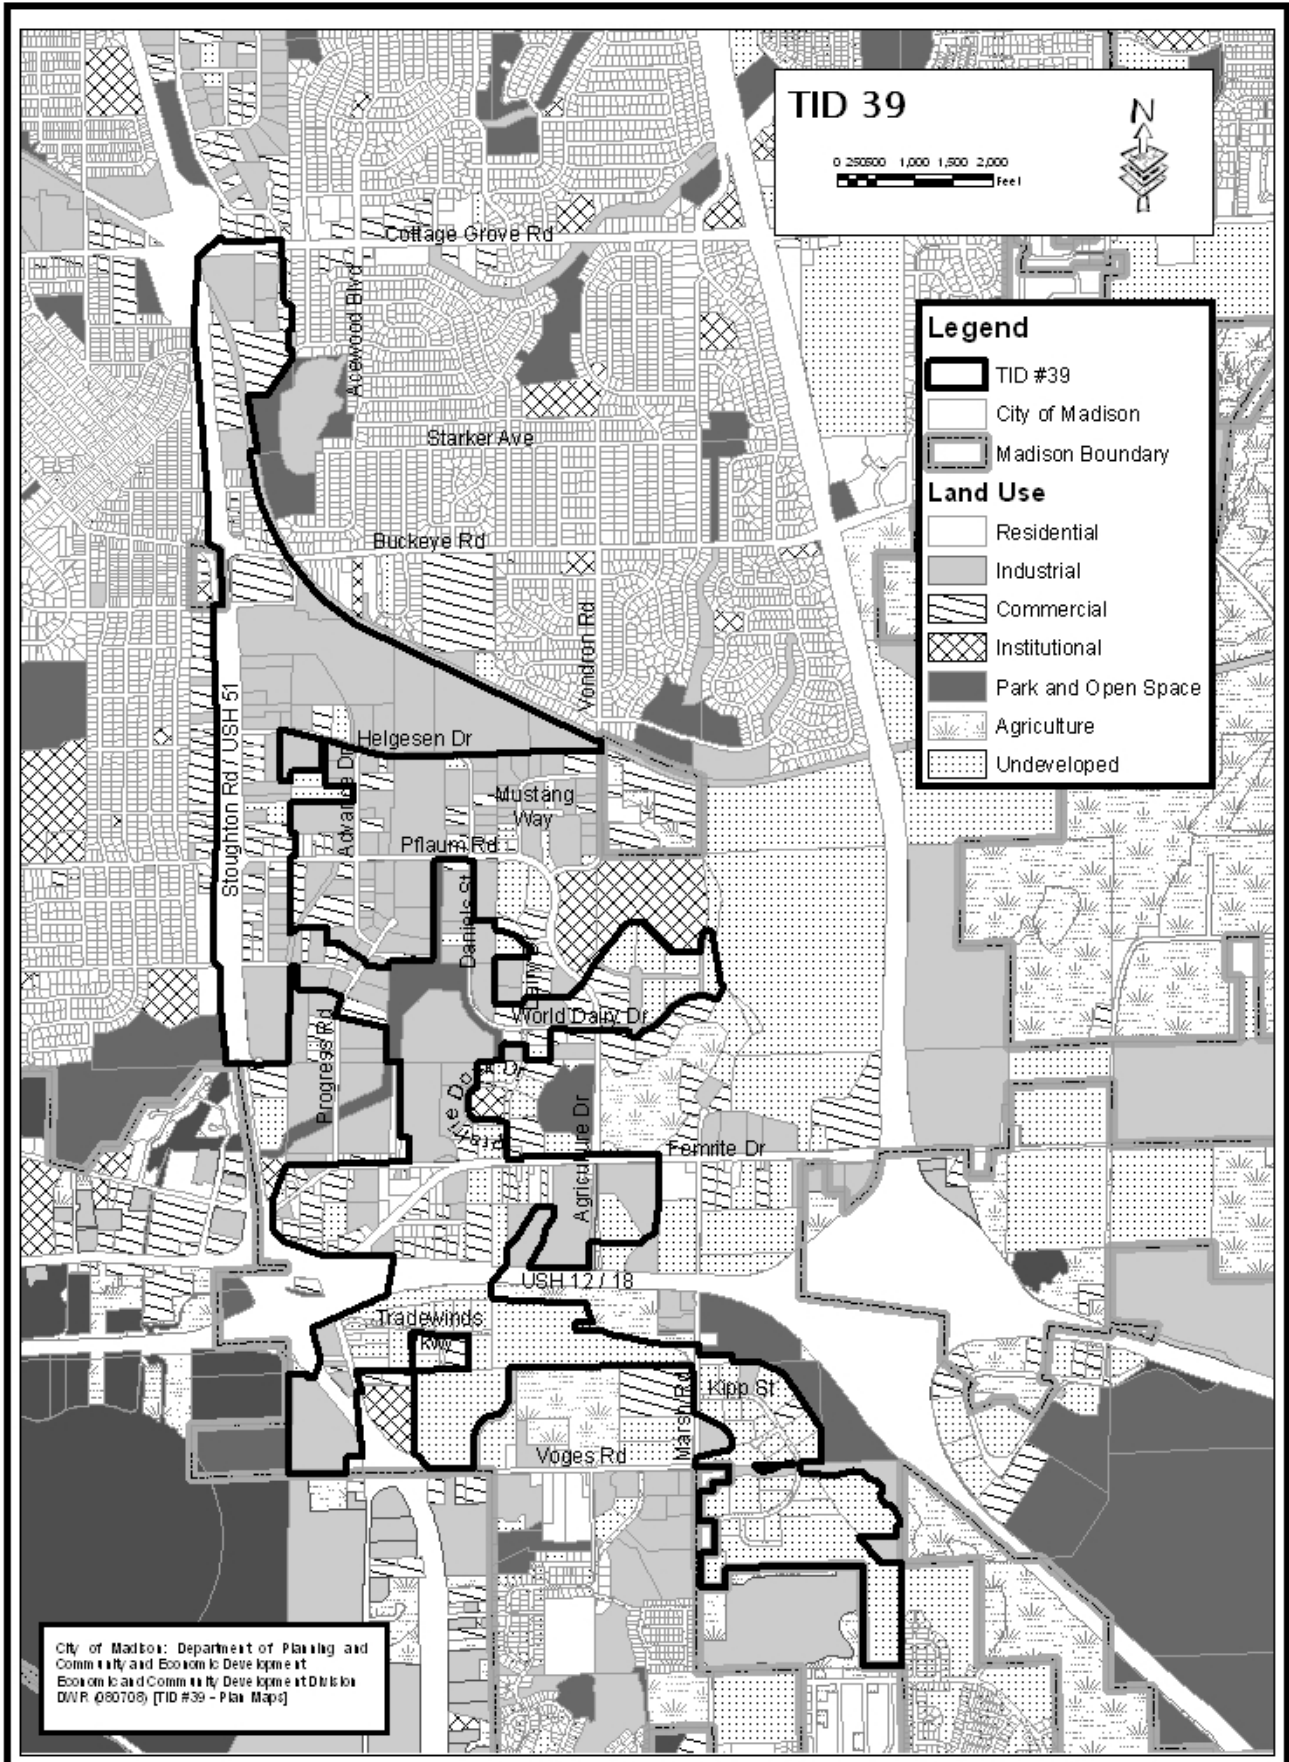 TID 39
N
0 250500 1,000 1,500 2,000
Feet
Cottage Grove Rd
Acewood Blvd
Legend
TID #39
City of Madison
Madison Boundary
Land Use
Residential
Industrial
Commercial
Institutional
Park and Open Space
Agriculture
Undeveloped
Starker Ave
Buckeye Rd
Vondron Rd
Stoughton Rd / USH 51
Helgesen Dr
Advance Dr
Mustang
Way
Pflaum Rd
Daniels St
World Dairy Dr
Progress Rd
Agriculture Dr
Femrite Dr
USH 12 / 18
Tradewinds
Pkwy
Kipp St
Marsh Rd
Voges Rd
City of Madison: Department of Planning and
Community and Economic Development
Economic and Community Development Division
DWR (080708) [TID #39 - Plan Maps]